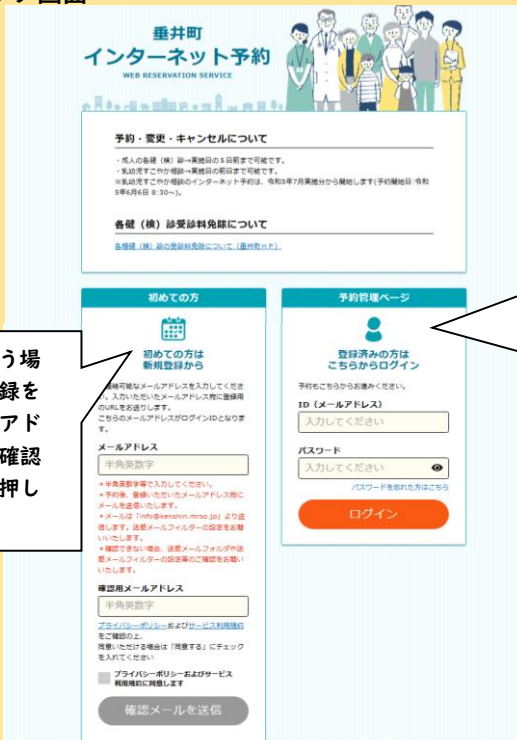 ン画面
垂井町
インターネット予約
WEB RESERVATION SERVICE
予約・変更・キャンセルについて
・成人の各健（検）診→実施日の5日前まで可能です。
・乳幼児すこやか相談→実施日の前日まで可能です。
※乳幼児すこやか相談のインターネット予約は、令和5年7月実施分から開始します(予約開始日:令和
5年6月6日 8:30～)。
各健（検）診受診料免除について
各種健（検）診の受診料免除について（垂井町HP）
初めての方
初めての方は
新規登録から
連絡可能なメールアドレスを入力してくださ
い。入力いただいたメールアドレス宛に登録用
のURLをお送りします。
こちらのメールアドレスがログインIDとなりま
す。
メールアドレス
半角英数字
＊半角英数字等で入力してください。
＊予約後、登録いただいたメールアドレス宛に
メールを送信いたします。
＊メールは「info@kenshin.mrso.jp」より送
信します。迷惑メールフィルターの設定をお願
いいたします。
＊確認できない場合、迷惑メールフォルダや迷
惑メールフィルターの設定等のご確認をお願い
いたします。
確認用メールアドレス
半角英数字
プライバシーポリシーおよびサービス利用規約
をご確認の上、
同意いただける場合は「同意する」にチェック
を入れてください
プライバシーポリシーおよびサービス
利用規約に同意します
確認メールを送信
予約管理ページ
登録済みの方は
こちらからログイン
予約もこちらからお進みください。
ID（メールアドレス）
入力してください
パスワード
入力してください
パスワードを忘れた方はこちら
ログイン
う場
録を
アド
確認
押し